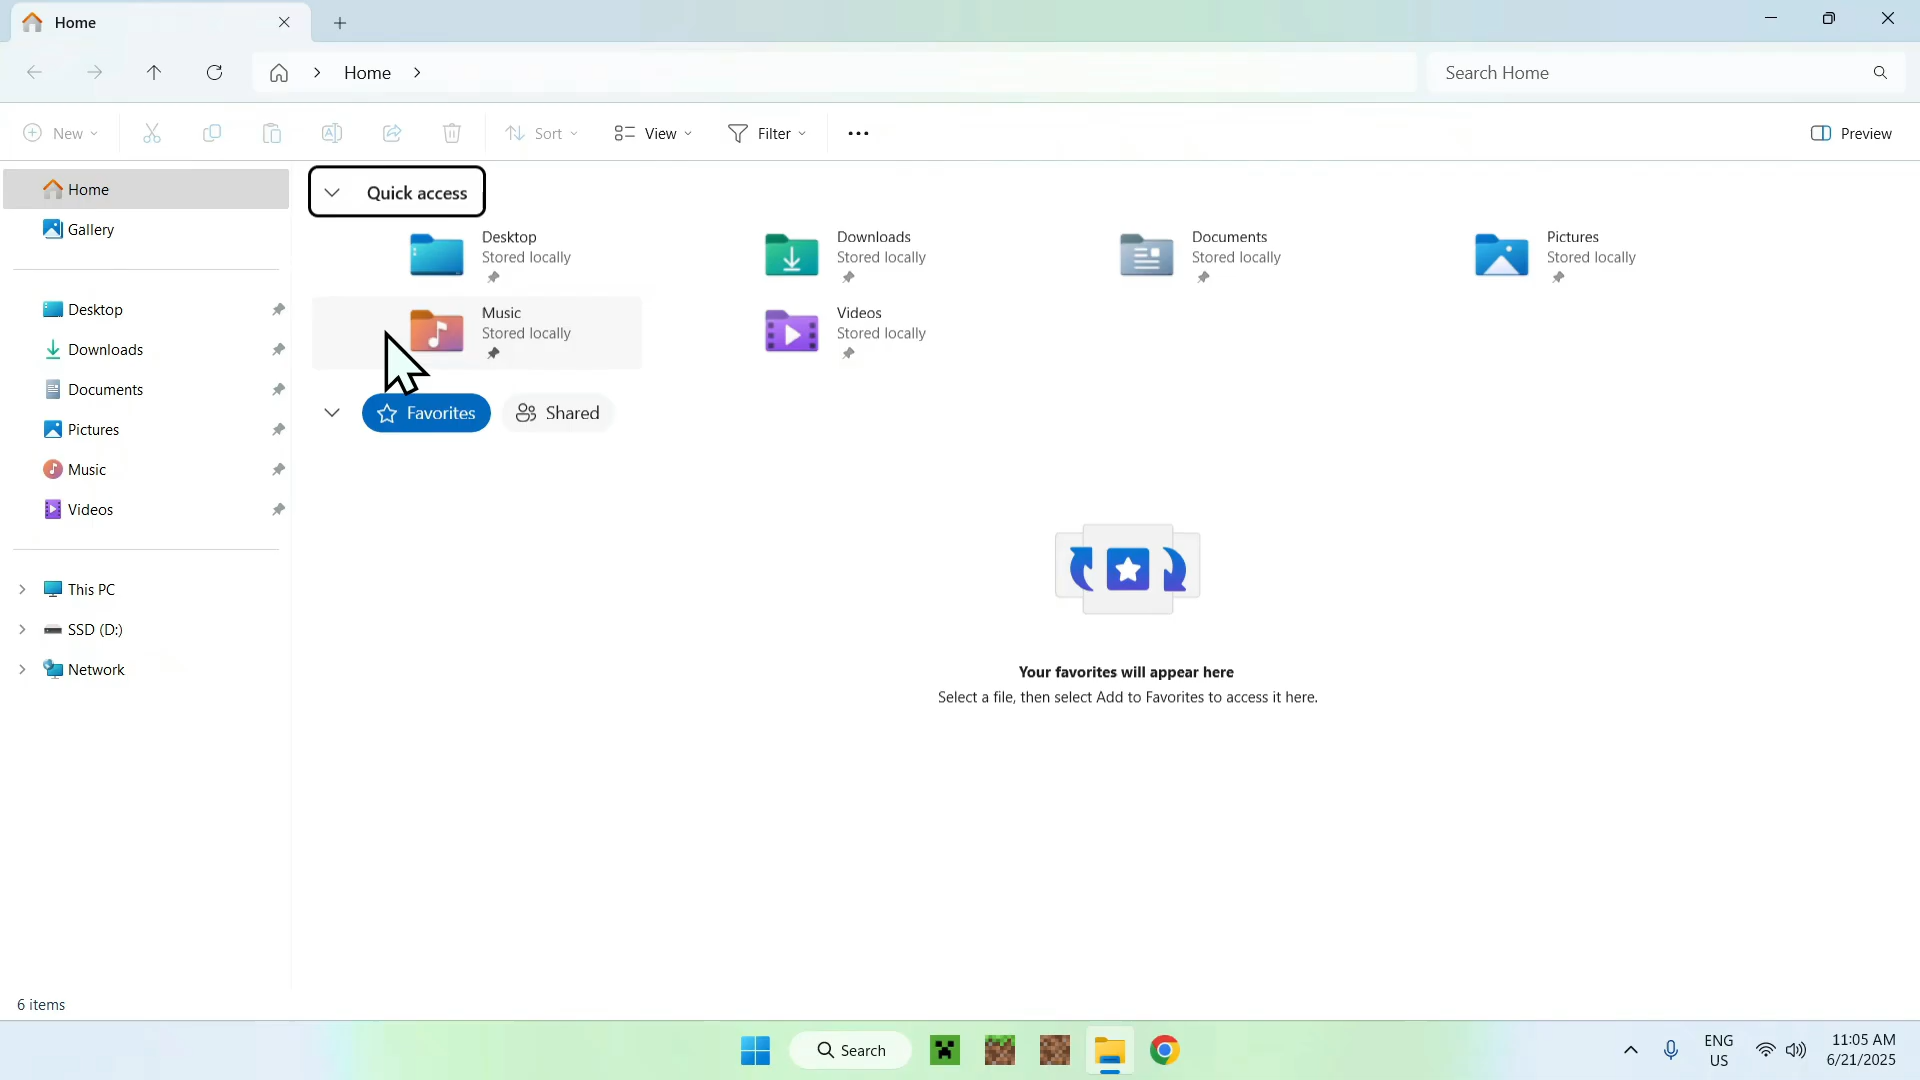 Home
Home
Search Home
New
Sort
View
Filter
Preview
Home
Gallery
Desktop
Downloads
Documents
Pictures
Music
Videos
This PC
SSD (D:)
Network
Quick access
Desktop
Stored locally
Downloads
Stored locally
Documents
Stored locally
Pictures
Stored locally
Music
Stored locally
Videos
Stored locally
Favorites
Shared
Your favorites will appear here
Select a file, then select Add to Favorites to access it here.
6 items
Search
ENG
US
11:05 AM
6/21/2025